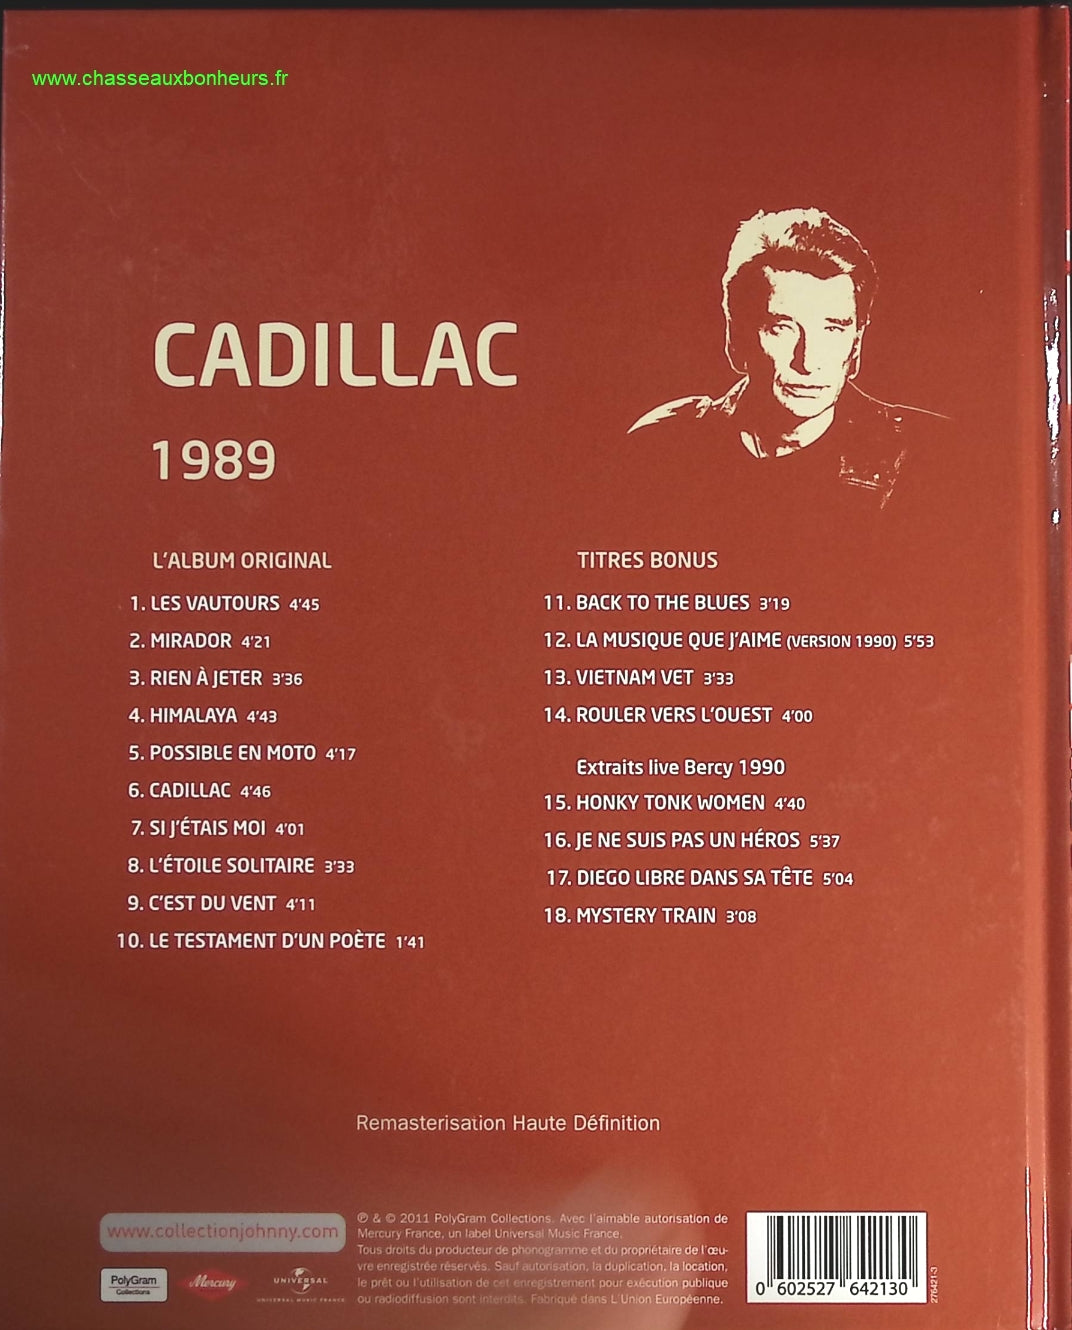 www.chasseauxbonheurs.fr
CADILLAC
1989
L'ALBUM ORIGINAL
1. LES VAUTOURS 4'45
2. MIRADOR 4'21
3. RIEN À JETER 3'36
4. HIMALAYA 4'43
5. POSSIBLE EN MOTO 4'17
6. CADILLAC 4'46
7. SI J'ÉTAIS MOI 4'01
8. L'ÉTOILE SOLITAIRE 3'33
9. C'EST DU VENT 4'11
10. LE TESTAMENT D'UN POÈTE 1'41
TITRES BONUS
11. BACK TO THE BLUES 3'19
12. LA MUSIQUE QUE J'AIME (VERSION 1990) 5'53
13. VIETNAM VET 3'33
14. ROULER VERS L'OUEST 4'00
Extraits live Bercy 1990
15. HONKY TONK WOMEN 4'40
16. JE NE SUIS PAS UN HÉROS 5'37
17. DIEGO LIBRE DANS SA TÊTE 5'04
18. MYSTERY TRAIN 3'08
Remasterisation Haute Définition
www.collectionjohnny.com
PolyGram
Collections
Mercury
UNIVERSAL
UNIVERSAL MUSIC FRANCE
℗ & © 2011 PolyGram Collections. Avec l'aimable autorisation de
Mercury France, un label Universal Music France.
Tous droits du producteur de phonogramme et du propriétaire de l'œu-
vre enregistrée réservés. Sauf autorisation, la duplication, la location,
le prêt ou l'utilisation de cet enregistrement pour exécution publique
ou radiodiffusion sont interdits. Fabriqué dans L'Union Européenne.
0 602527 642130
276421-3